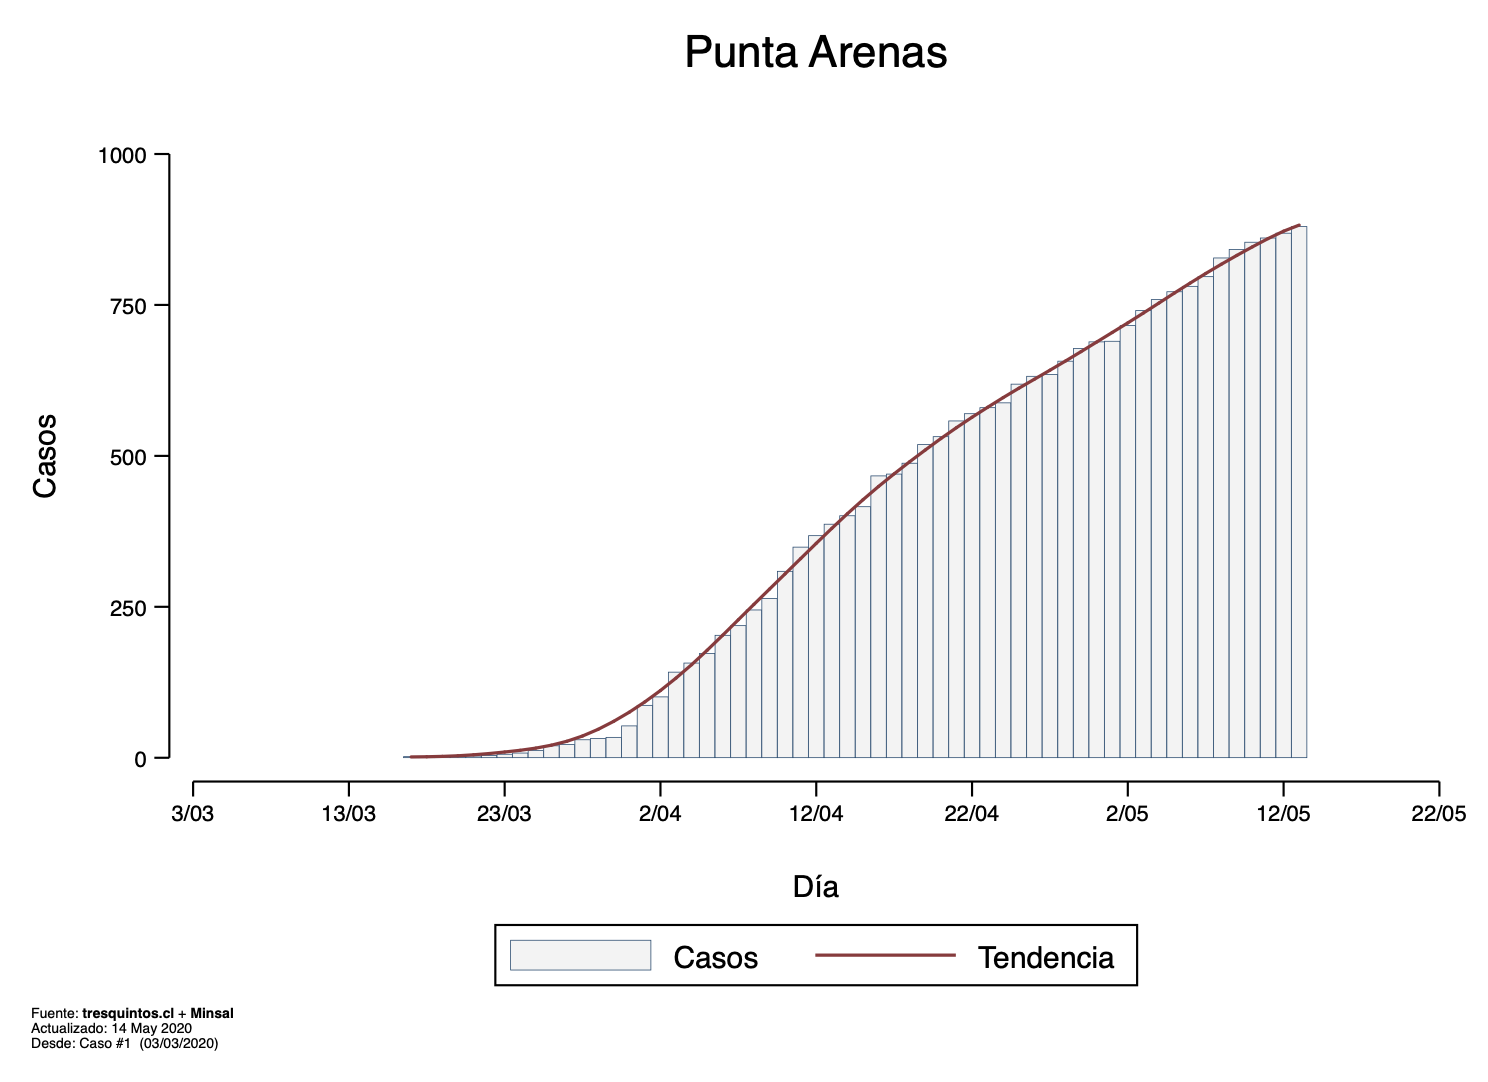 Punta Arenas
1000
750
500
250
0
Casos
3/03 13/03 23/03 2/04 12/04 22/04 2/05 12/05 22/05
Día
Casos Tendencia
Fuente: tresquintos.cl + Minsal
Actualizado: 14 May 2020
Desde: Caso #1 (03/03/2020)